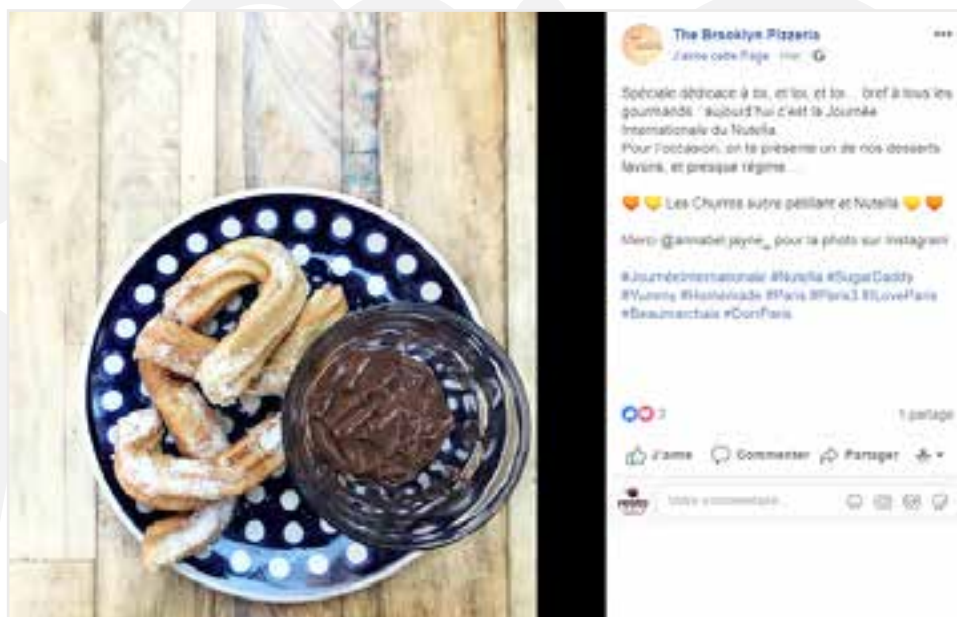 The Brooklyn Pizzeria
J'aime cette Page · Hier ·
Spéciale dédicace à toi, et toi, et toi... bref à tous les
gourmands : aujourd'hui c'est la Journée
Internationale du Nutella
Pour l'occasion, on te présente un de nos desserts
favoris, et presque régime...
Les Churros sucre pétillant et Nutella
Merci @annabel.jayne_ pour la photo sur Instagram
#JournéeInternationale #Nutella #SugarDaddy
#Yummy #Homemade #Paris #Paris3 #ILoveParis
#Beaumarchais #DonParis
3
1 partage
J'aime Commenter Partager
Votre commentaire...